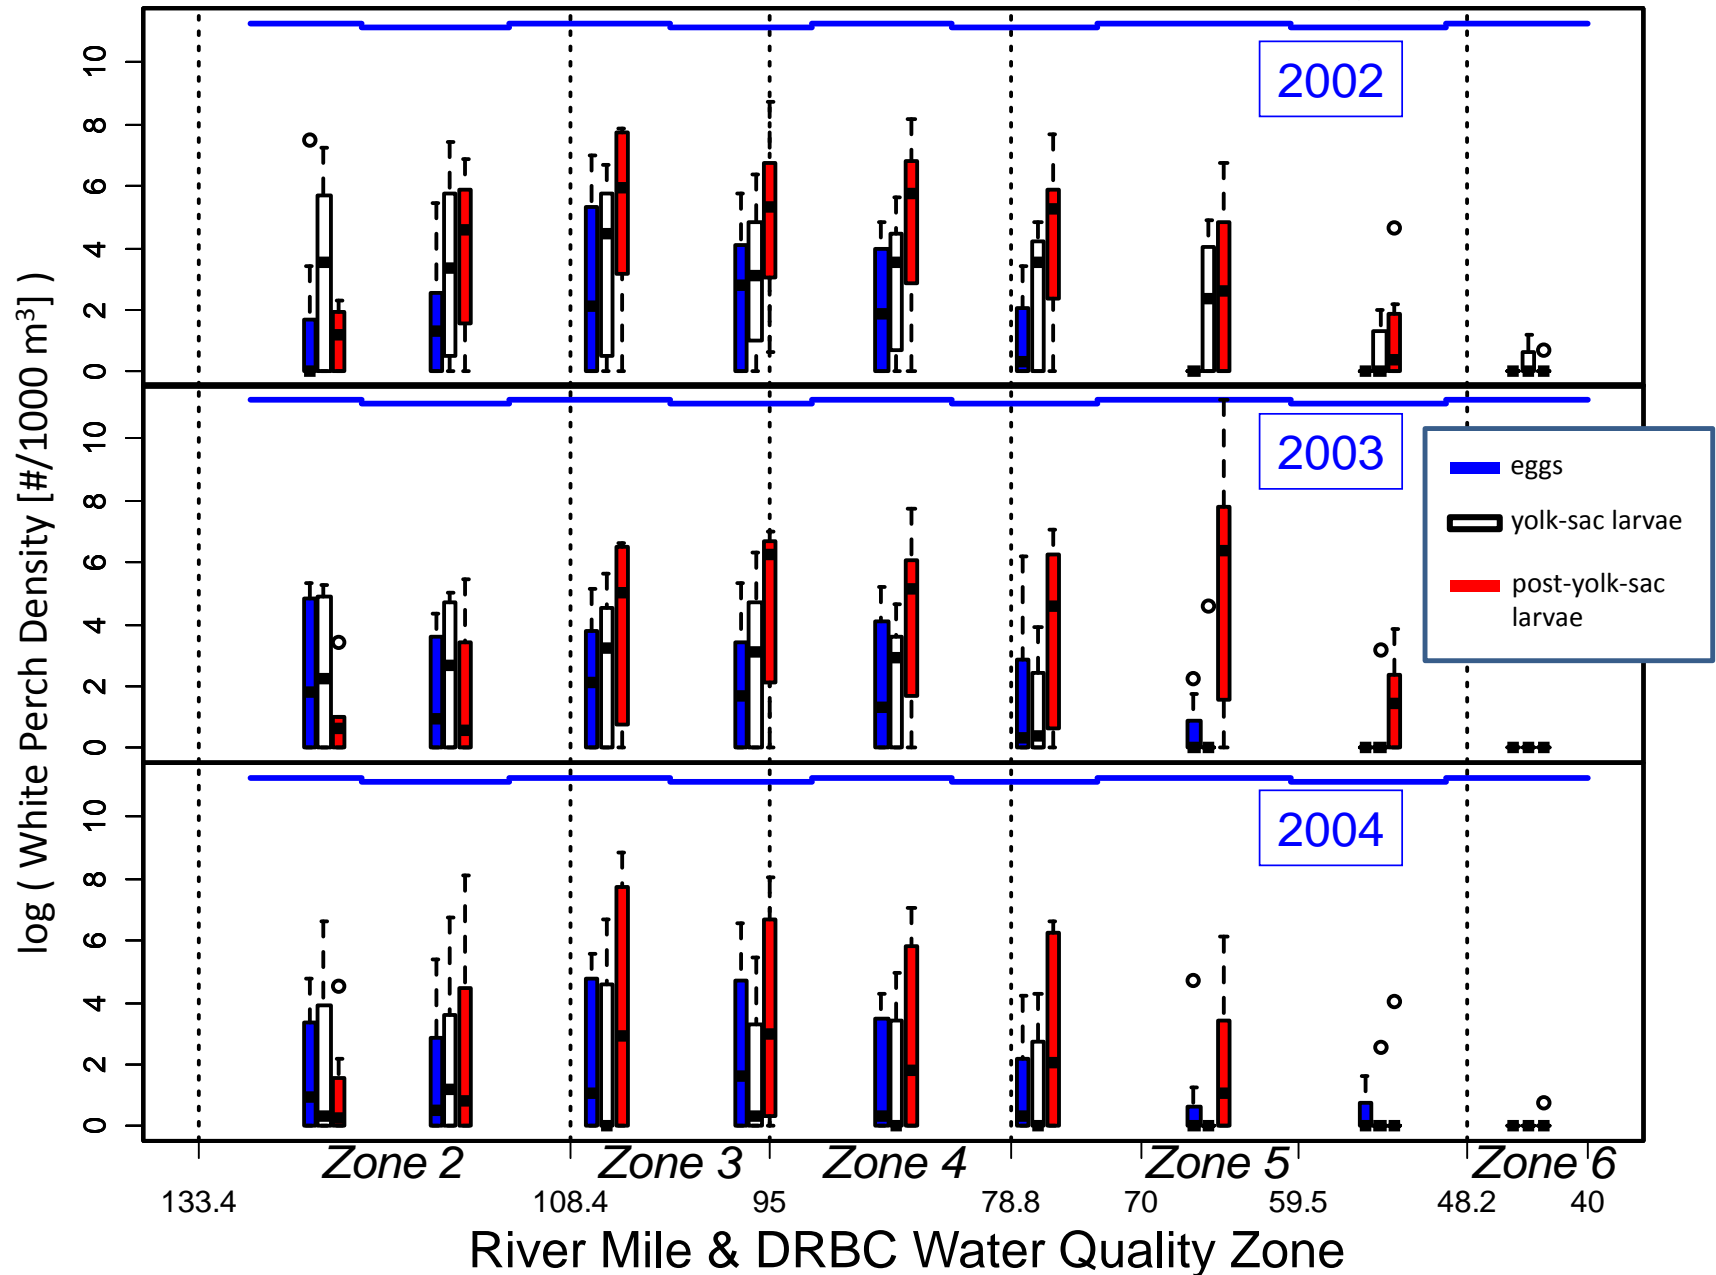 log ( White Perch Density [#/1000 m³] )
10
8
6
4
2
0
2002
10
8
6
4
2
0
2003
eggs
yolk-sac larvae
post-yolk-sac
larvae
10
8
6
4
2
0
2004
Zone 2 Zone 3 Zone 4 Zone 5 Zone 6
133.4 108.4 95 78.8 70 59.5 48.2 40
River Mile & DRBC Water Quality Zone